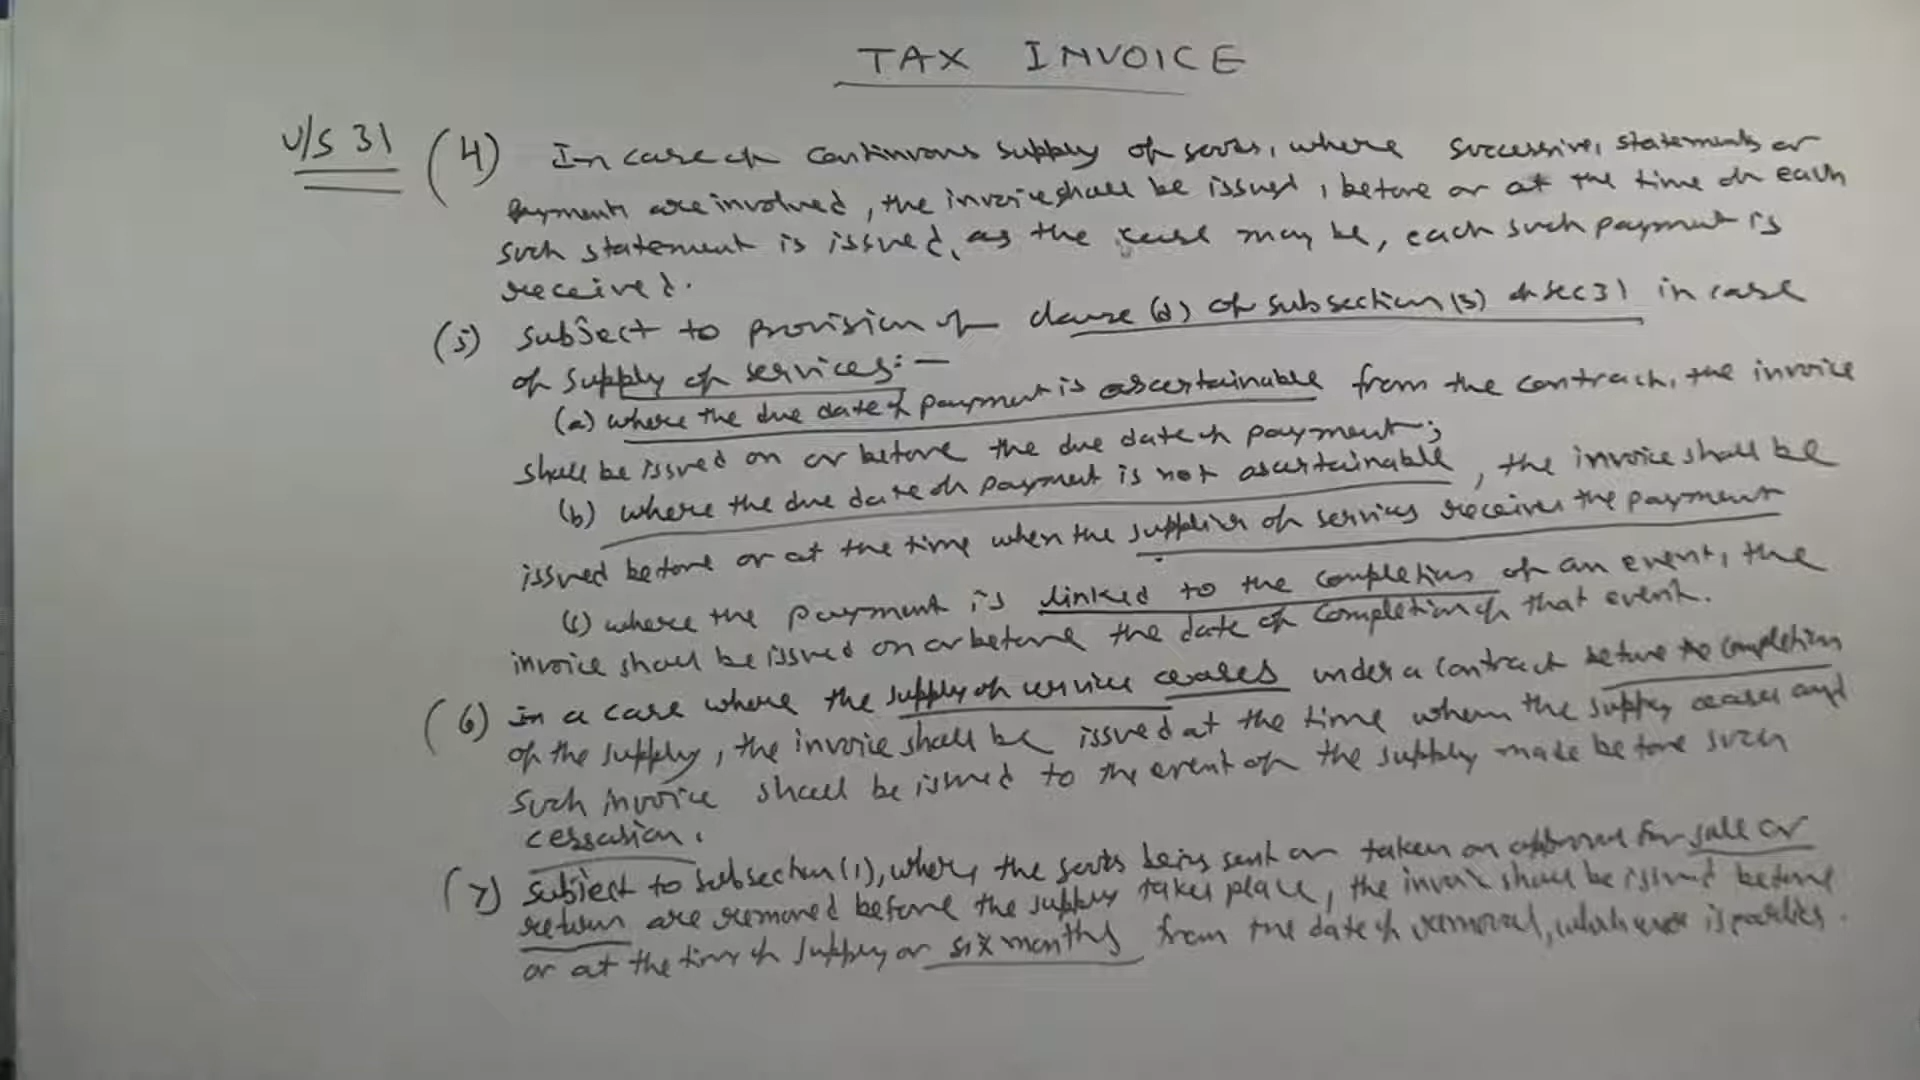 TAX INVOICE
U/S 31 (4) In case of continuous supply of goods, where successive statements or
payments are involved, the invoice shall be issued, before or at the time of each
such statement is issued, as the case may be, each such payment is
received.
(5) subject to provision of clause (d) of subsection (3) of sec 31 in case
of supply of services:-
(a) where the due date of payment is ascertainable from the contract, the invoice
shall be issued on or before the due date of payment;
(b) where the due date of payment is not ascertainable, the invoice shall be
issued before or at the time when the supplier of services receives the payment
(c) where the payment is linked to the completion of an event, the
invoice shall be issued on or before the date of completion of that event.
(6) in a case where the supply of service ceases under a contract before the completion
of the supply, the invoice shall be issued at the time when the supply ceases and
such invoice shall be issued to the event of the supply made before such
cessation.
(7) subject to subsection (1), where the goods being sent or taken on approval for sale or
return are removed before the supply takes place, the invoice shall be issued before
or at the time of supply or six months from the date of removal, whichever is earlier.